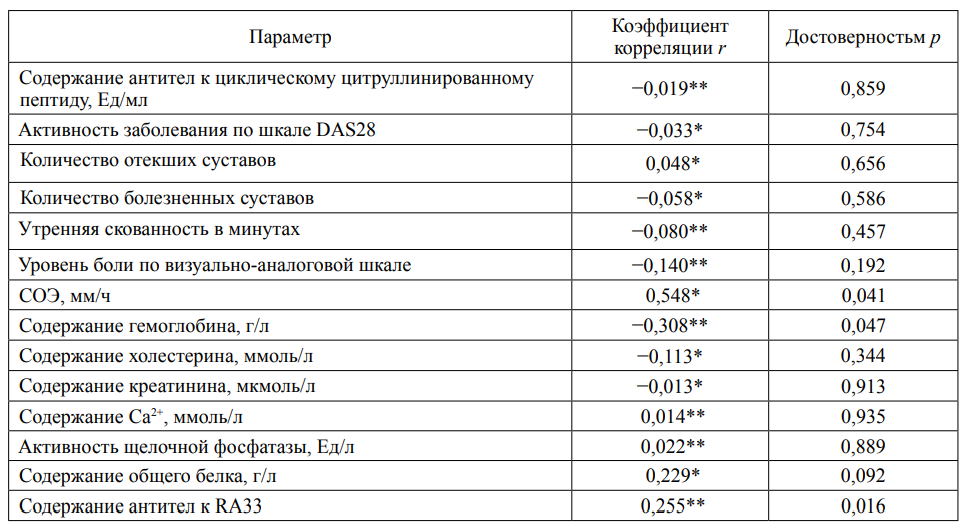 Параметр Коэффициент корреляции r Достоверностьм p
Содержание антител к циклическому цитруллинированному
пептиду, Ед/мл −0,019** 0,859
Активность заболевания по шкале DAS28 −0,033* 0,754
Количество отекших суставов 0,048* 0,656
Количество болезненных суставов −0,058* 0,586
Утренняя скованность в минутах −0,080** 0,457
Уровень боли по визуально-аналоговой шкале −0,140** 0,192
СОЭ, мм/ч 0,548* 0,041
Содержание гемоглобина, г/л −0,308** 0,047
Содержание холестерина, ммоль/л −0,113* 0,344
Содержание креатинина, мкмоль/л −0,013* 0,913
Содержание Ca²⁺, ммоль/л 0,014** 0,935
Активность щелочной фосфатазы, Ед/л 0,022** 0,889
Содержание общего белка, г/л 0,229* 0,092
Содержание антител к RA33 0,255** 0,016